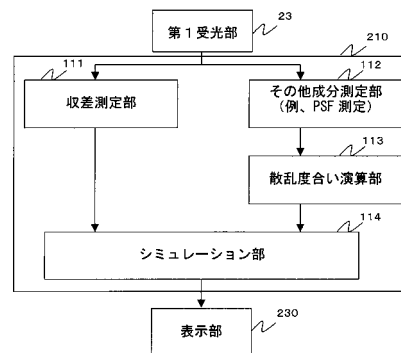 第１受光部
23
210
111
収差測定部
112
その他成分測定部
(例、PSF 測定)
113
散乱度合い演算部
114
シミュレーション部
表示部
230